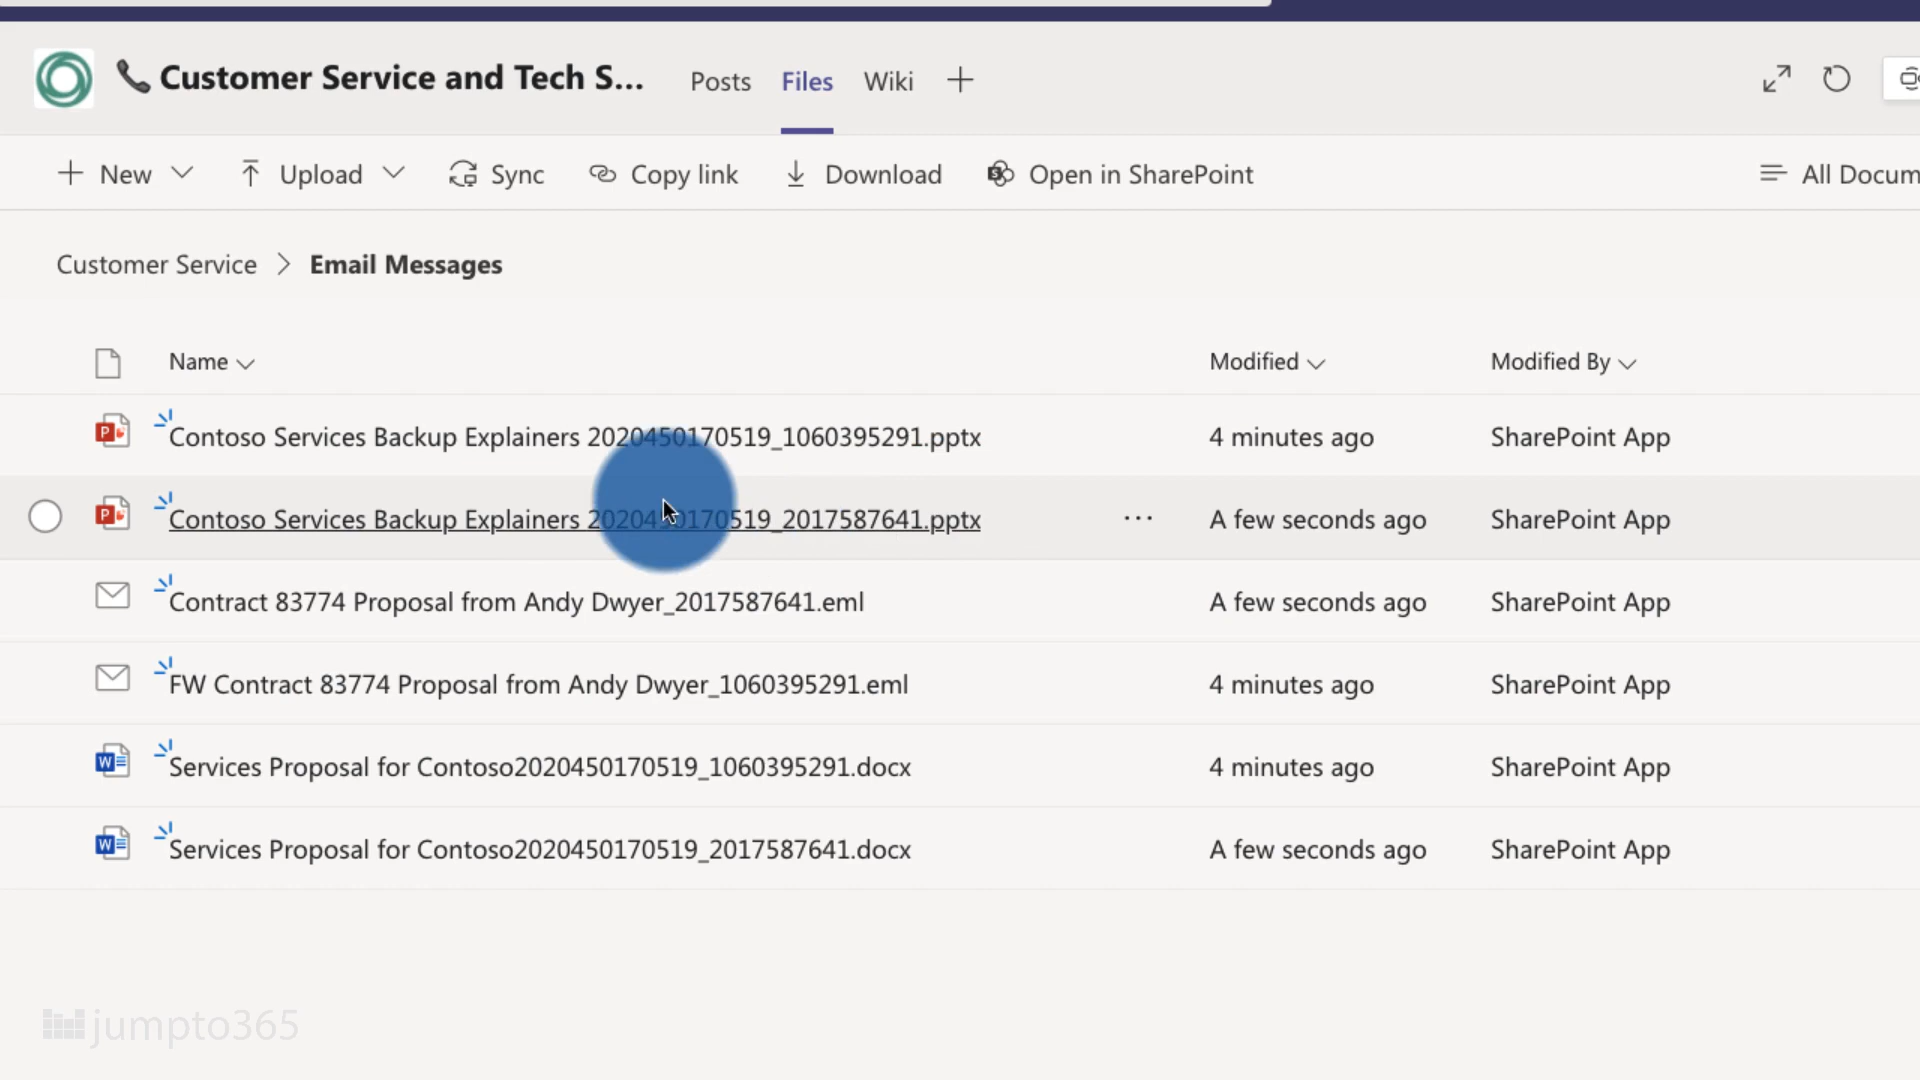 Customer Service and Tech S... Posts Files Wiki
New Upload Sync Copy link Download Open in SharePoint All Docum
Customer Service > Email Messages
Name Modified Modified By
Contoso Services Backup Explainers 2020450170519_1060395291.pptx 4 minutes ago SharePoint App
Contoso Services Backup Explainers 2020450170519_2017587641.pptx ... A few seconds ago SharePoint App
Contract 83774 Proposal from Andy Dwyer_2017587641.eml A few seconds ago SharePoint App
FW Contract 83774 Proposal from Andy Dwyer_1060395291.eml 4 minutes ago SharePoint App
Services Proposal for Contoso2020450170519_1060395291.docx 4 minutes ago SharePoint App
Services Proposal for Contoso2020450170519_2017587641.docx A few seconds ago SharePoint App
jumpto365